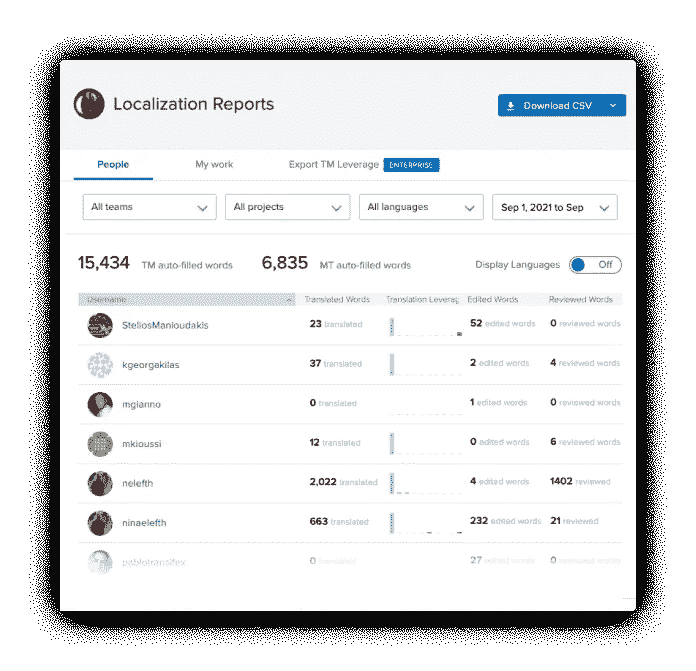 Localization Reports
Download CSV
People My work Export TM Leverage ENTERPRISE
All teams All projects All languages Sep 1, 2021 to Sep
15,434 TM auto-filled words 6,835 MT auto-filled words Display Languages Off
Username Translated Words Translation Leverag Edited Words Reviewed Words
SteliosManioudakis 23 translated 52 edited words 0 reviewed words
kgeorgakilas 37 translated 2 edited words 4 reviewed words
mgianno 0 translated 1 edited words 0 reviewed words
mkioussi 12 translated 0 edited words 6 reviewed words
nelefth 2,022 translated 4 edited words 1402 reviewed
ninaelefth 663 translated 232 edited words 21 reviewed
pablotransifex 0 translated 27 edited words 0 reviewed words